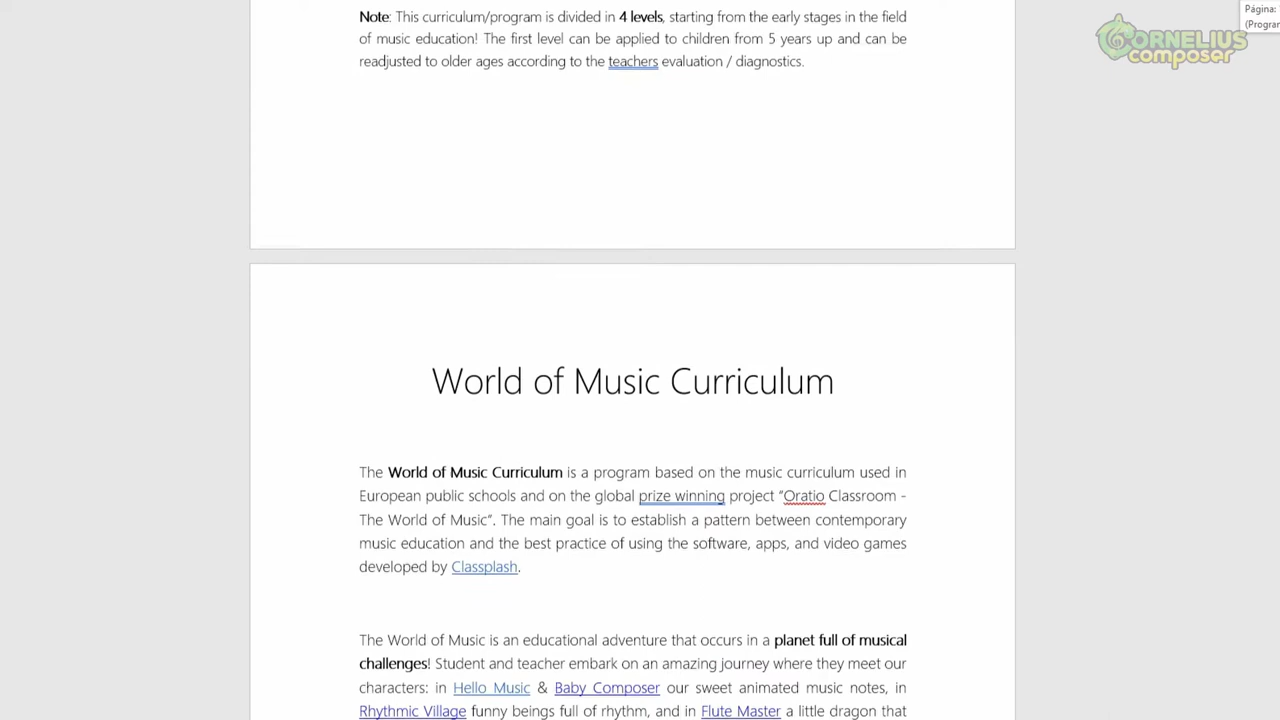 Note: This curriculum/program is divided in 4 levels, starting from the early stages in the field
of music education! The first level can be applied to children from 5 years up and can be
readjusted to older ages according to the teachers evaluation / diagnostics.
Página:
(Progran
CORNELIUS
composer
World of Music Curriculum
The World of Music Curriculum is a program based on the music curriculum used in
European public schools and on the global prize winning project "Oratio Classroom -
The World of Music". The main goal is to establish a pattern between contemporary
music education and the best practice of using the software, apps, and video games
developed by Classplash.
The World of Music is an educational adventure that occurs in a planet full of musical
challenges! Student and teacher embark on an amazing journey where they meet our
characters: in Hello Music & Baby Composer our sweet animated music notes, in
Rhythmic Village funny beings full of rhythm, and in Flute Master a little dragon that